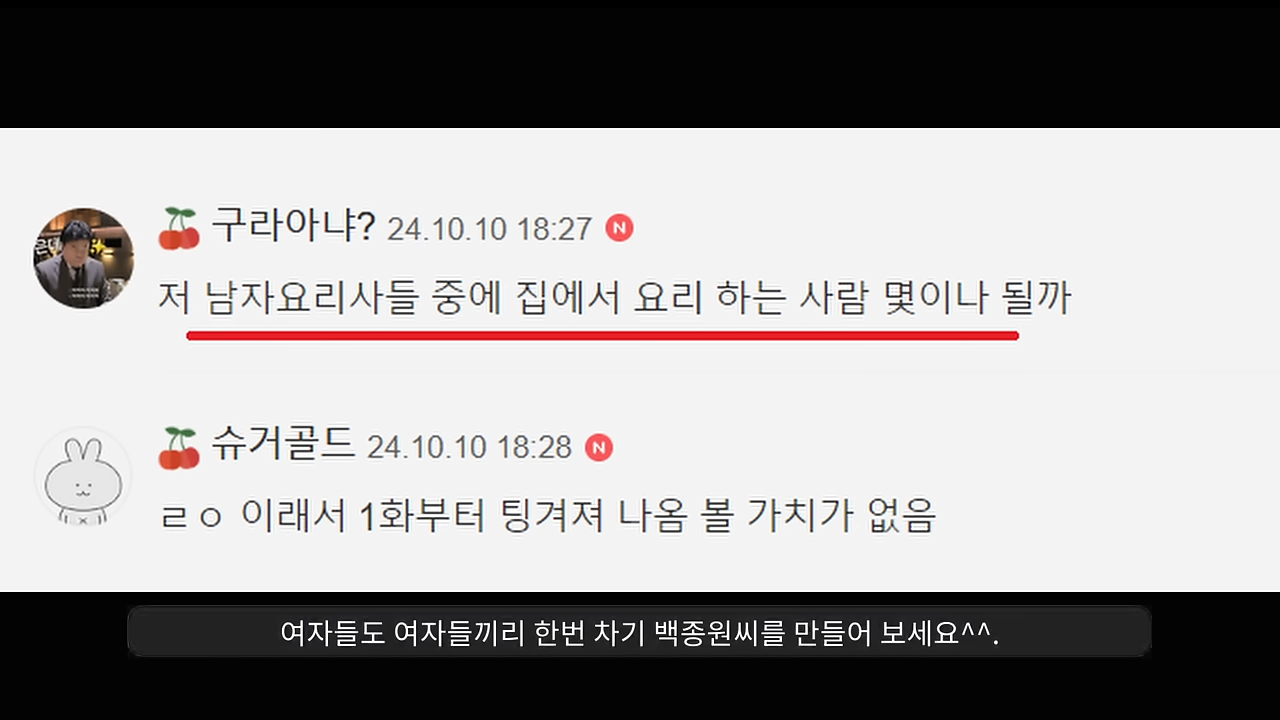 구라아냐? 24.10.10 18:27 N
저 남자요리사들 중에 집에서 요리 하는 사람 몇이나 될까
슈거골드 24.10.10 18:28 N
ㄹㅇ 이래서 1화부터 팅겨져 나옴 볼 가치가 없음
여자들도 여자들끼리 한번 차기 백종원씨를 만들어 보세요^^.